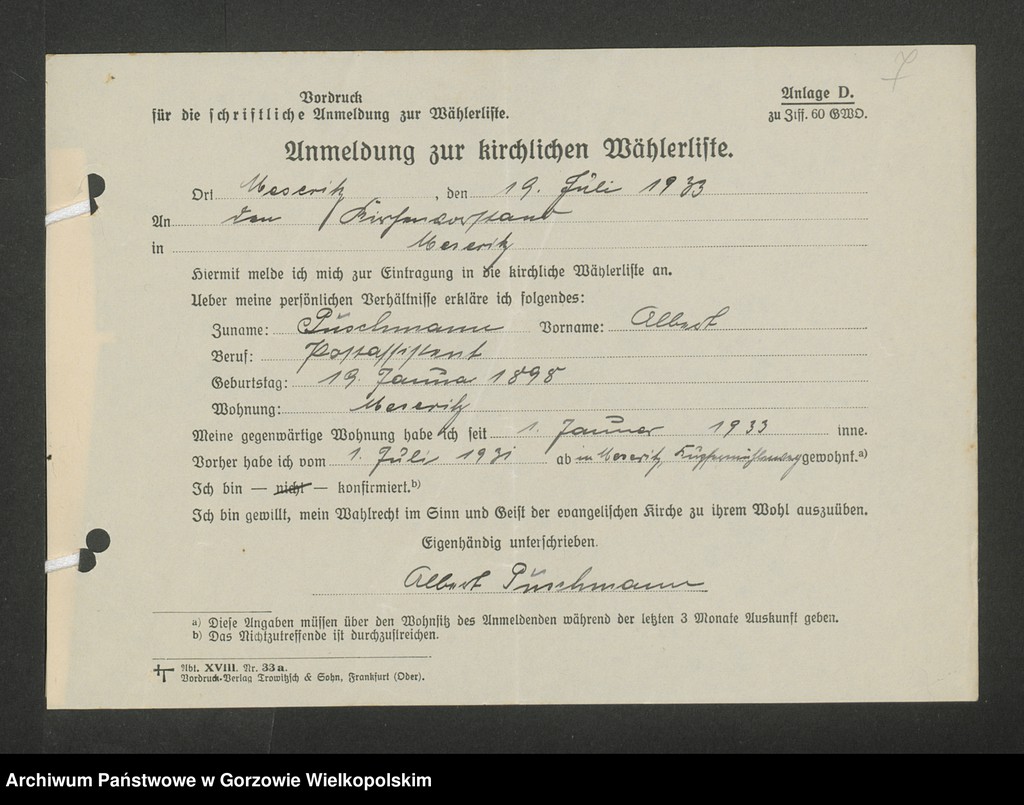 7
Vordruck
für die schriftliche Anmeldung zur Wählerliste.
Anlage D.
zu Ziff. 60 GWO.
Anmeldung zur kirchlichen Wählerliste.
Ort Meseritz, den 19. Juli 1933
An den Kirchenvorstand
in Meseritz
Hiermit melde ich mich zur Eintragung in die kirchliche Wählerliste an.
Ueber meine persönlichen Verhältnisse erkläre ich folgendes:
Zuname: Püschmann Vorname: Albert
Beruf: Postassistent
Geburtstag: 19. Janua 1898
Wohnung: Meseritz
Meine gegenwärtige Wohnung habe ich seit 1. Januar 1933 inne.
Vorher habe ich vom 1. Juli 1931 ab in Meseritz, gewohnt.a)
Ich bin — nicht — konfirmiert.b)
Ich bin gewillt, mein Wahlrecht im Sinn und Geist der evangelischen Kirche zu ihrem Wohl auszuüben.
Eigenhändig unterschrieben.
Albert Püschmann
a) Diese Angaben müssen über den Wohnsitz des Anmeldenden während der letzten 3 Monate Auskunft geben.
b) Das Nichtzutreffende ist durchzustreichen.
Abt. XVIII. Nr. 33a.
Vordruck-Verlag Trowitzsch & Sohn, Frankfurt (Oder).
Archiwum Państwowe w Gorzowie Wielkopolskim